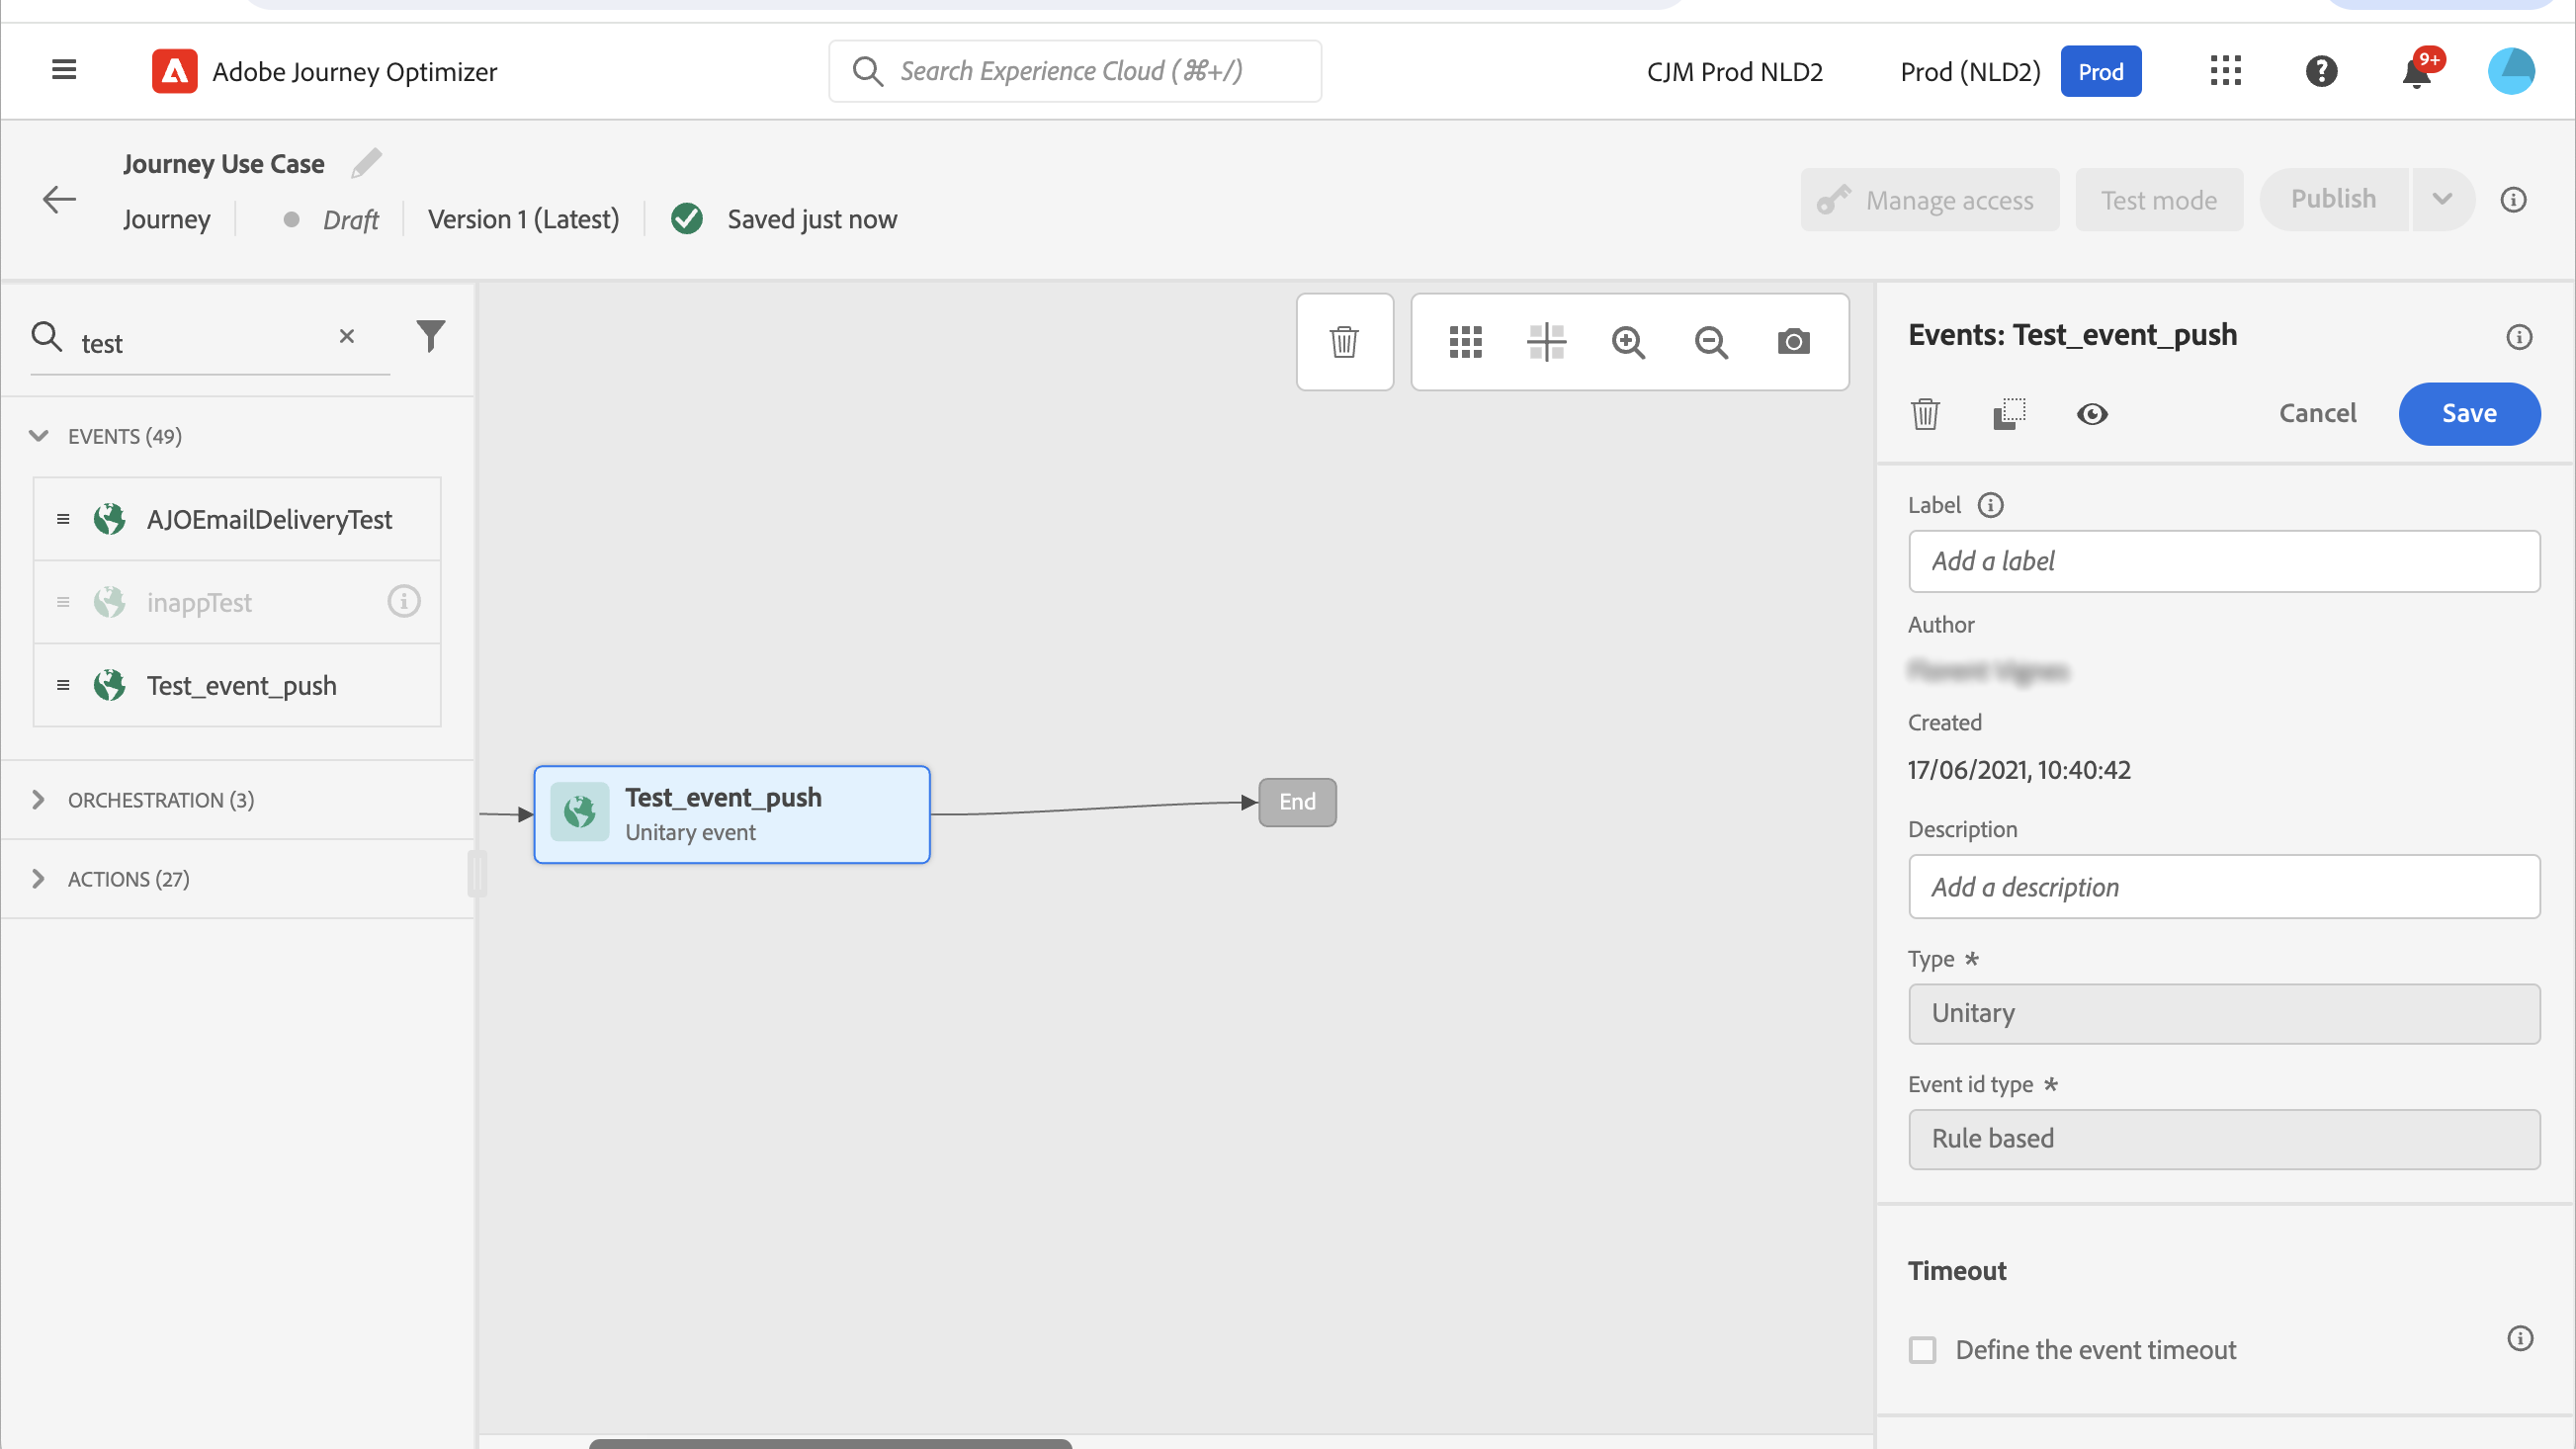 Adobe Journey Optimizer
Search Experience Cloud (⌘+/)
CJM Prod NLD2
Prod (NLD2)
Prod
9+
Journey Use Case
Journey
Draft
Version 1 (Latest)
Saved just now
Manage access
Test mode
Publish
test
EVENTS (49)
AJOEmailDeliveryTest
inappTest
Test_event_push
ORCHESTRATION (3)
ACTIONS (27)
Test_event_push
Unitary event
End
Events: Test_event_push
Cancel
Save
Label
Add a label
Author
Created
17/06/2021, 10:40:42
Description
Add a description
Type *
Unitary
Event id type *
Rule based
Timeout
Define the event timeout